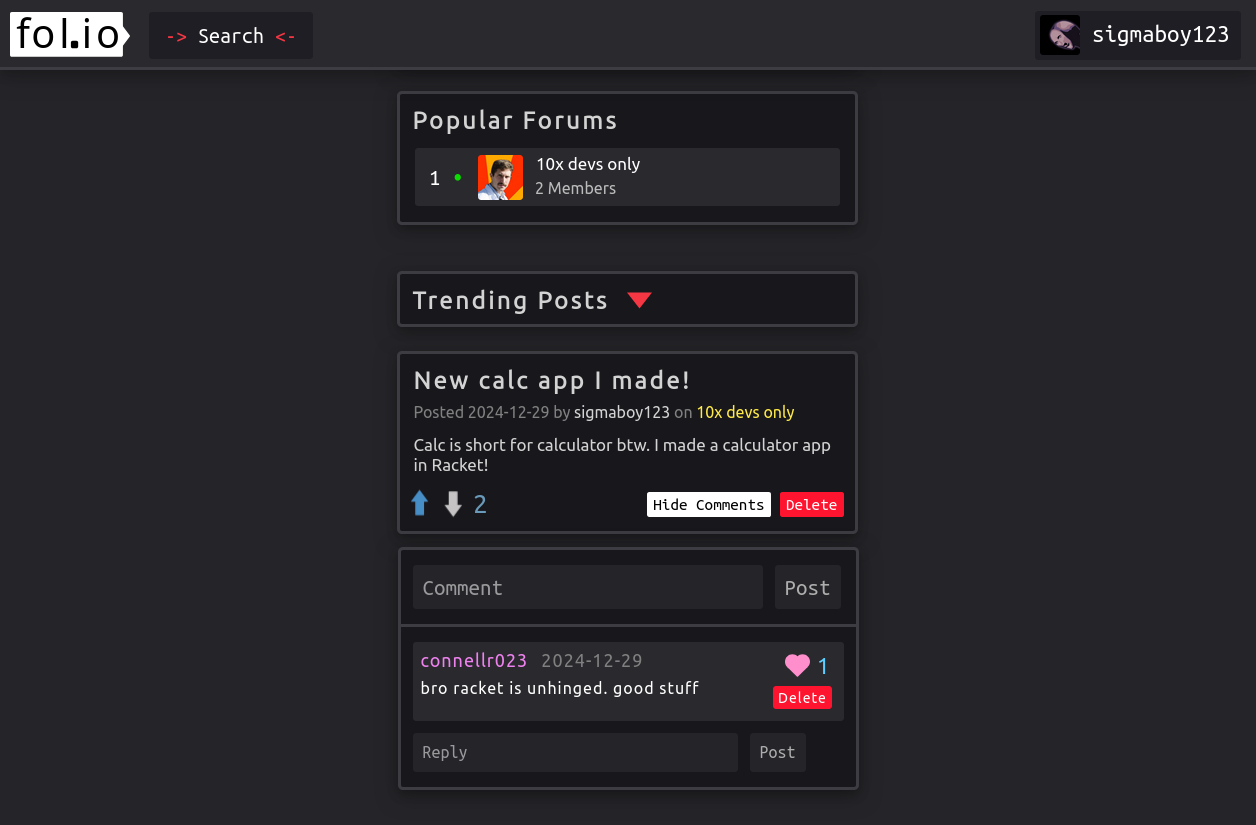 fol.io
-> Search <-
sigmaboy123
Popular Forums
1 • 10x devs only
2 Members
Trending Posts
New calc app I made!
Posted 2024-12-29 by sigmaboy123 on 10x devs only
Calc is short for calculator btw. I made a calculator app
in Racket!
2
Hide Comments
Delete
Comment
Post
connellr023 2024-12-29
1
bro racket is unhinged. good stuff
Delete
Reply
Post